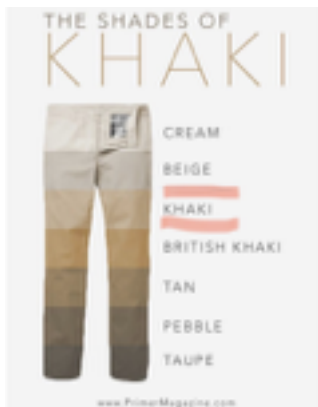 THE SHADES OF
KHAKI
CREAM
BEIGE
KHAKI
BRITISH KHAKI
TAN
PEBBLE
TAUPE
www.PrimerMagazine.com